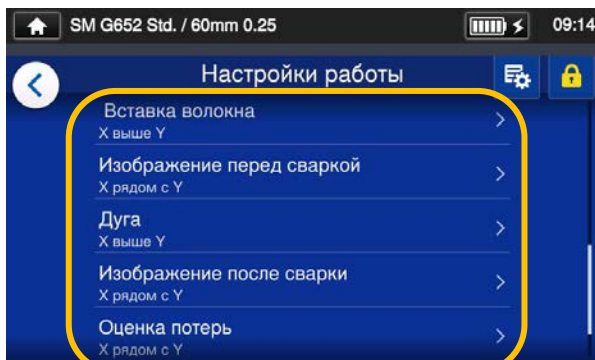 SM G652 Std. / 60mm 0.25
09:14
Настройки работы
Вставка волокна
X выше Y
Изображение перед сваркой
X рядом с Y
Дуга
X выше Y
Изображение после сварки
X рядом с Y
Оценка потерь
X рядом с Y